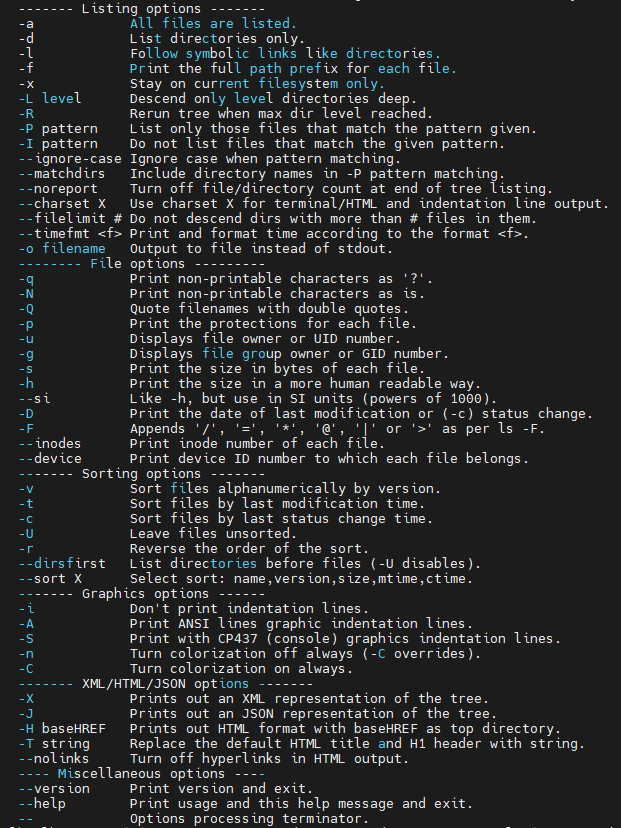 ------- Listing options -------
-a            All files are listed.
-d            List directories only.
-l            Follow symbolic links like directories.
-f            Print the full path prefix for each file.
-x            Stay on current filesystem only.
-L level      Descend only level directories deep.
-R            Rerun tree when max dir level reached.
-P pattern    List only those files that match the pattern given.
-I pattern    Do not list files that match the given pattern.
--ignore-case Ignore case when pattern matching.
--matchdirs   Include directory names in -P pattern matching.
--noreport    Turn off file/directory count at end of tree listing.
--charset X   Use charset X for terminal/HTML and indentation line output.
--filelimit # Do not descend dirs with more than # files in them.
--timefmt <f> Print and format time according to the format <f>.
-o filename   Output to file instead of stdout.
-------- File options ---------
-q            Print non-printable characters as '?'.
-N            Print non-printable characters as is.
-Q            Quote filenames with double quotes.
-p            Print the protections for each file.
-u            Displays file owner or UID number.
-g            Displays file group owner or GID number.
-s            Print the size in bytes of each file.
-h            Print the size in a more human readable way.
--si          Like -h, but use in SI units (powers of 1000).
-D            Print the date of last modification or (-c) status change.
-F            Appends '/', '=', '*', '@', '|' or '>' as per ls -F.
--inodes      Print inode number of each file.
--device      Print device ID number to which each file belongs.
------- Sorting options -------
-v            Sort files alphanumerically by version.
-t            Sort files by last modification time.
-c            Sort files by last status change time.
-U            Leave files unsorted.
-r            Reverse the order of the sort.
--dirsfirst   List directories before files (-U disables).
--sort X      Select sort: name,version,size,mtime,ctime.
------- Graphics options ------
-i            Don't print indentation lines.
-A            Print ANSI lines graphic indentation lines.
-S            Print with CP437 (console) graphics indentation lines.
-n            Turn colorization off always (-C overrides).
-C            Turn colorization on always.
------- XML/HTML/JSON options -------
-X            Prints out an XML representation of the tree.
-J            Prints out an JSON representation of the tree.
-H baseHREF   Prints out HTML format with baseHREF as top directory.
-T string     Replace the default HTML title and H1 header with string.
--nolinks     Turn off hyperlinks in HTML output.
---- Miscellaneous options ----
--version     Print version and exit.
--help        Print usage and this help message and exit.
--            Options processing terminator.